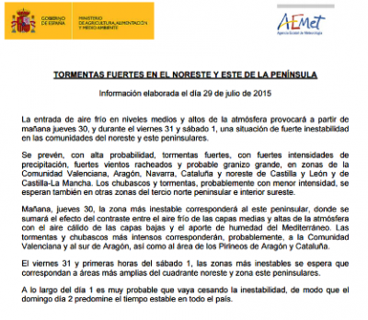 GOBIERNO
DE ESPAÑA
MINISTERIO
DE AGRICULTURA, ALIMENTACIÓN
Y MEDIO AMBIENTE
AEMet
Agencia Estatal de Meteorología
TORMENTAS FUERTES EN EL NORESTE Y ESTE DE LA PENÍNSULA
Información elaborada el día 29 de julio de 2015
La entrada de aire frío en niveles medios y altos de la atmósfera provocará a partir de
mañana jueves 30, y durante el viernes 31 y sábado 1, una situación de fuerte inestabilidad
en las comunidades del noreste y este peninsulares.
Se prevén, con alta probabilidad, tormentas fuertes, con fuertes intensidades de
precipitación, fuertes vientos racheados y probable granizo grande, en zonas de la
Comunidad Valenciana, Aragón, Navarra, Cataluña y noreste de Castilla y León y de
Castilla-La Mancha. Los chubascos y tormentas, probablemente con menor intensidad, se
esperan también en otras zonas del tercio norte peninsular e interior sureste.
Mañana, jueves 30, la zona más inestable corresponderá al este peninsular, donde se
sumará el efecto del contraste entre el aire frío de las capas medias y altas de la atmósfera
con el aire cálido de las capas bajas y el aporte de humedad del Mediterráneo. Las
tormentas y chubascos más intensos corresponderán, probablemente, a la Comunidad
Valenciana y al sur de Aragón, así como al área de los Pirineos de Aragón y Cataluña.
El viernes 31 y primeras horas del sábado 1, las zonas más inestables se espera que
correspondan a áreas más amplias del cuadrante noreste y zona este peninsulares.
A lo largo del día 1 es muy probable que vaya cesando la inestabilidad, de modo que el
domingo día 2 predomine el tiempo estable en todo el país.